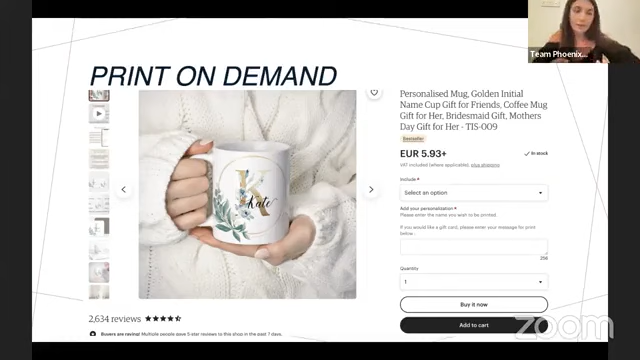 Team Phoenix...
PRINT ON DEMAND
Personalised Mug, Golden Initial
Name Cup Gift for Friends, Coffee Mug
Gift for Her, Bridesmaid Gift, Mothers
Day Gift for Her - TIS-009
Bestseller
EUR 5.93+
In stock
VAT included (where applicable), plus shipping
Include *
Select an option
Add your personalization *
Please enter the name you wish to be printed..
If you would like a gift card, please enter your message for print
below..
256
Quantity
1
Buy it now
Add to cart
K
Kate
2,634 reviews
Buyers are raving! Multiple people gave 5-star reviews to this shop in the past 7 days.
zoom